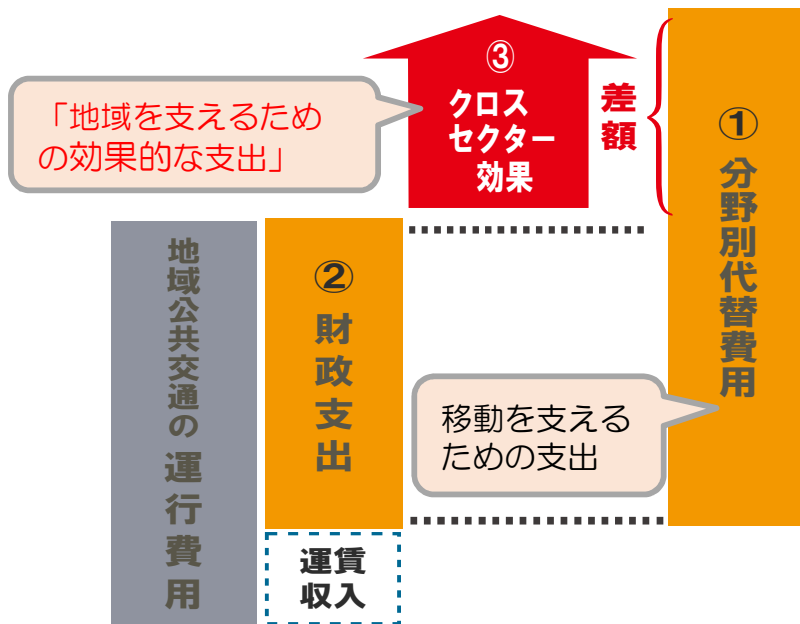 ③
クロス
セクター
効果
差額
①
分野別代替費用
「地域を支えるため
の効果的な支出」
地域公共交通の運行費用
②
財政支出
移動を支える
ための支出
運賃
収入